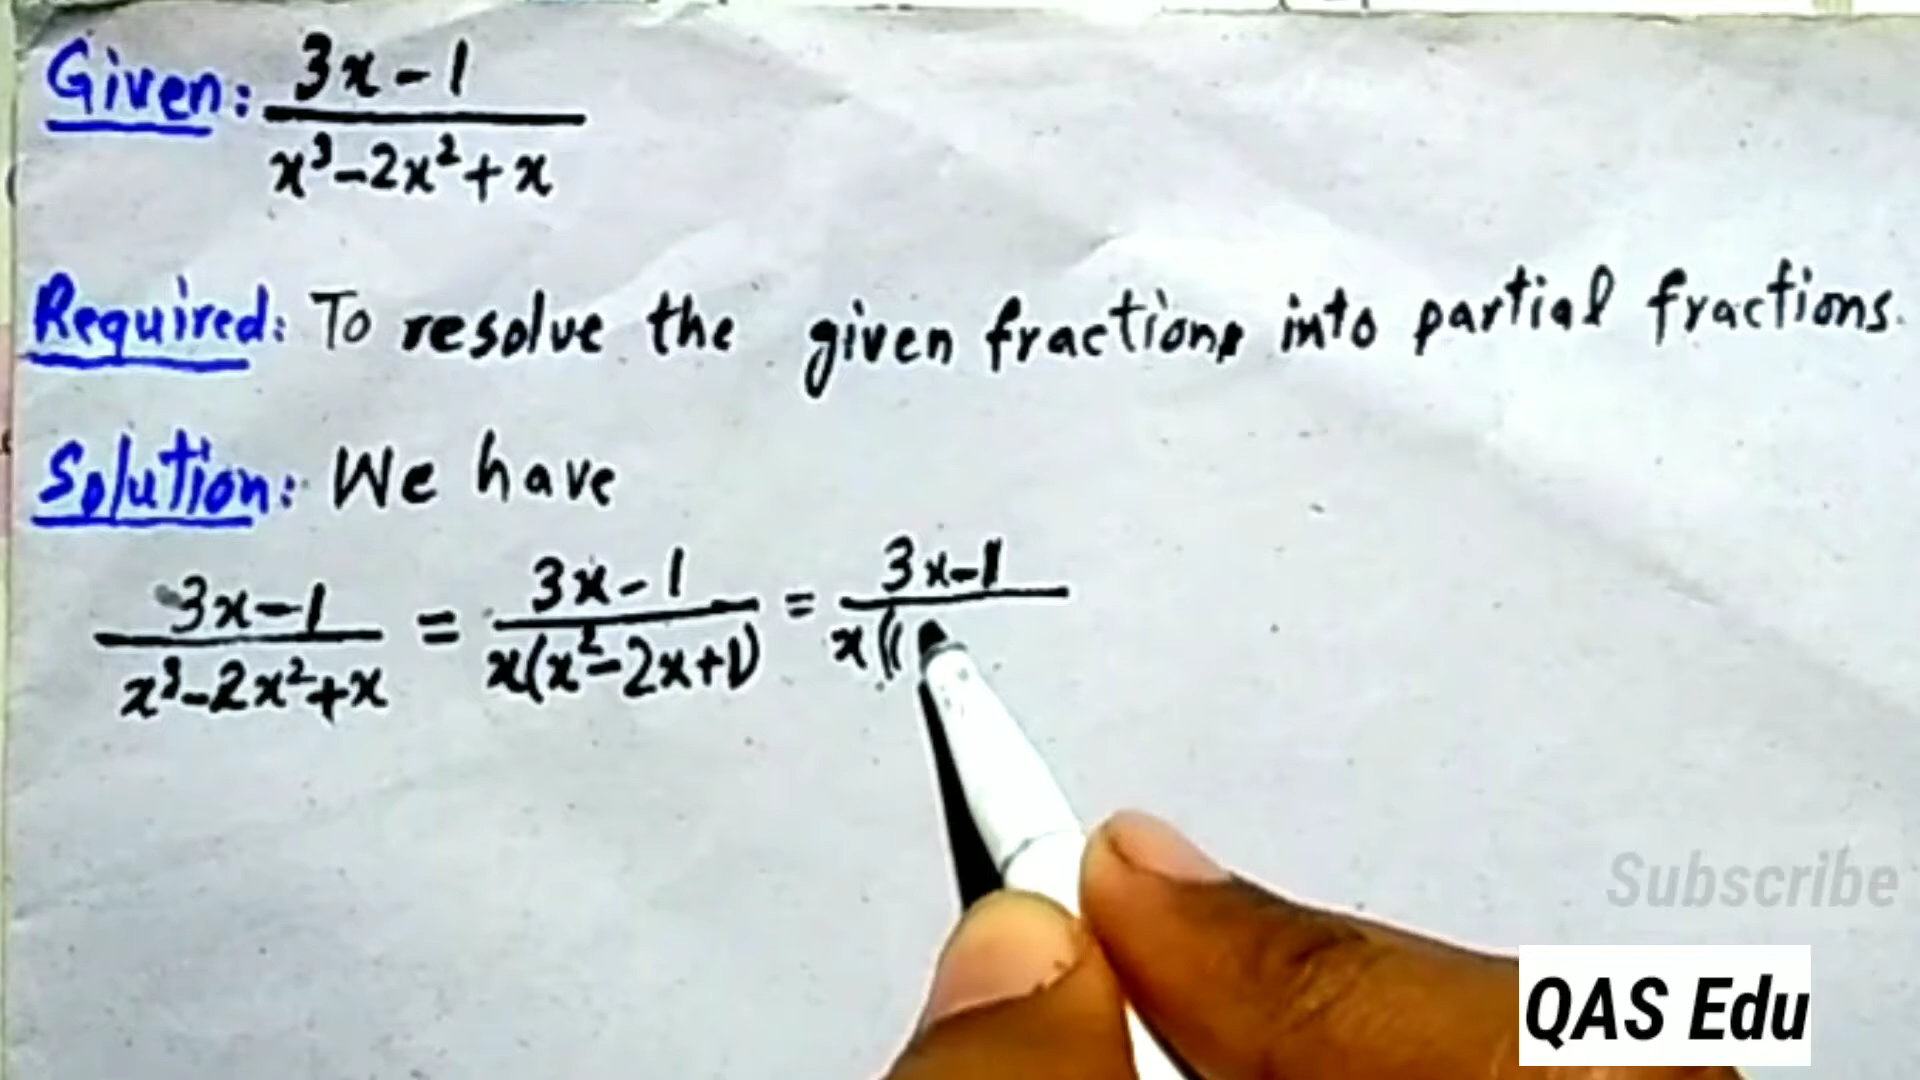 Given: 3x-1
x³-2x²+x
Required: To resolve the given fractions into partial fractions.
Solution: We have
3x-1 = 3x-1 = 3x-1
x³-2x²+x x(x²-2x+1) x((
Subscribe
QAS Edu